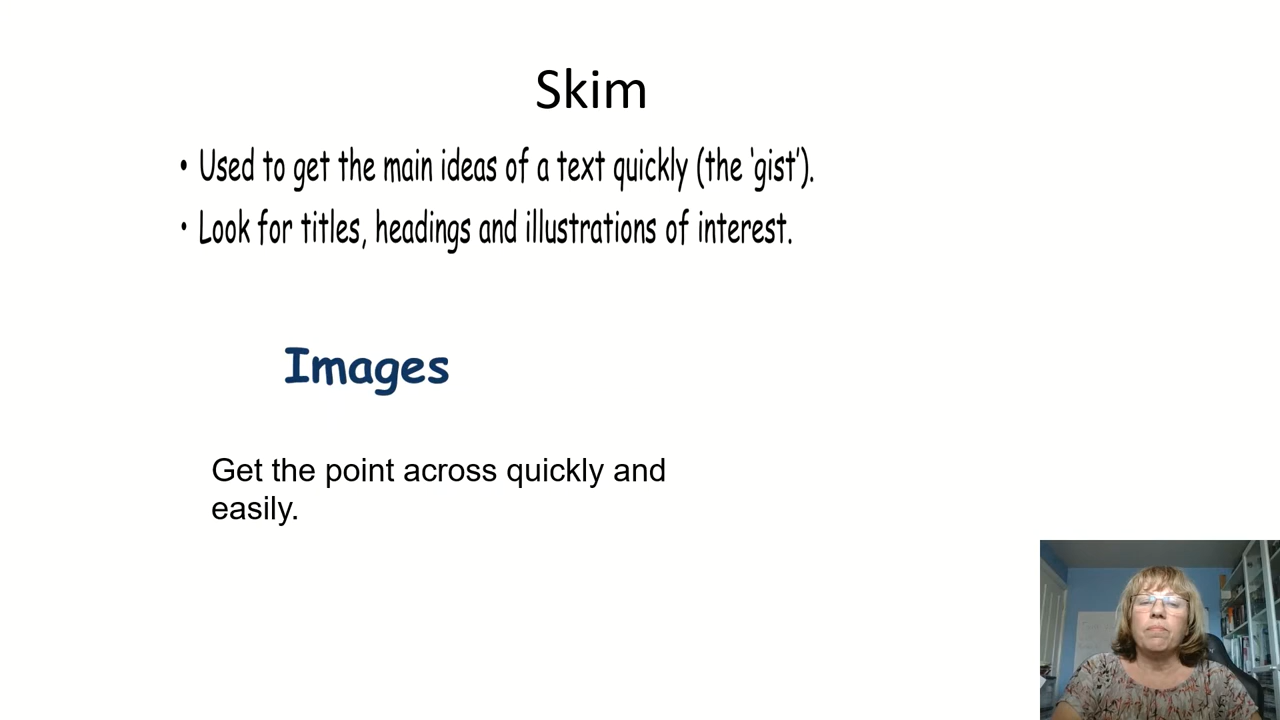 Skim
• Used to get the main ideas of a text quickly (the ‘gist’).
• Look for titles, headings and illustrations of interest.
Images
Get the point across quickly and
easily.